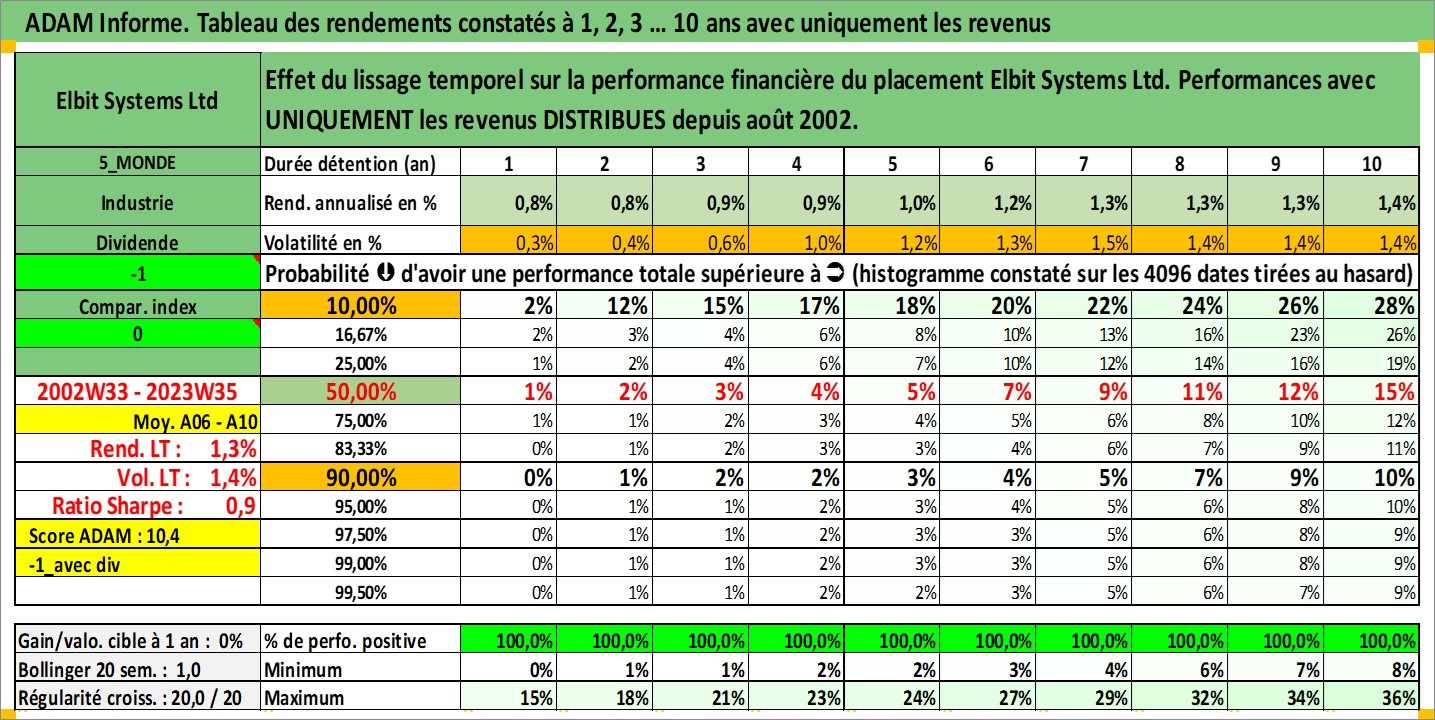 ADAM Informe. Tableau des rendements constatés à 1, 2, 3 ... 10 ans avec uniquement les revenus
Elbit Systems Ltd
Effet du lissage temporel sur la performance financière du placement Elbit Systems Ltd. Performances avec
UNIQUEMENT les revenus DISTRIBUES depuis août 2002.
5_MONDE Durée détention (an) 1 2 3 4 5 6 7 8 9 10
Industrie Rend. annualisé en % 0,8% 0,8% 0,9% 0,9% 1,0% 1,2% 1,3% 1,3% 1,3% 1,4%
Dividende Volatilité en % 0,3% 0,4% 0,6% 1,0% 1,2% 1,3% 1,5% 1,4% 1,4% 1,4%
-1 Probabilité d'avoir une performance totale supérieure à (histogramme constaté sur les 4096 dates tirées au hasard)
Compar. index 10,00% 2% 12% 15% 17% 18% 20% 22% 24% 26% 28%
0 16,67% 2% 3% 4% 6% 8% 10% 13% 16% 23% 26%
25,00% 1% 2% 4% 6% 7% 10% 12% 14% 16% 19%
2002W33 - 2023W35 50,00% 1% 2% 3% 4% 5% 7% 9% 11% 12% 15%
Moy. A06 - A10 75,00% 1% 1% 2% 3% 4% 5% 6% 8% 10% 12%
Rend. LT : 1,3% 83,33% 0% 1% 2% 3% 3% 4% 6% 7% 9% 11%
Vol. LT : 1,4% 90,00% 0% 1% 2% 2% 3% 4% 5% 7% 9% 10%
Ratio Sharpe : 0,9 95,00% 0% 1% 1% 2% 3% 4% 5% 6% 8% 10%
Score ADAM : 10,4 97,50% 0% 1% 1% 2% 3% 3% 5% 6% 8% 9%
-1_avec div 99,00% 0% 1% 1% 2% 3% 3% 5% 6% 8% 9%
99,50% 0% 1% 1% 2% 2% 3% 5% 6% 7% 9%
Gain/valo. cible à 1 an : 0% % de perfo. positive 100,0% 100,0% 100,0% 100,0% 100,0% 100,0% 100,0% 100,0% 100,0% 100,0%
Bollinger 20 sem. : 1,0 Minimum 0% 1% 1% 2% 2% 3% 4% 6% 7% 8%
Régularité croiss. : 20,0 / 20 Maximum 15% 18% 21% 23% 24% 27% 29% 32% 34% 36%